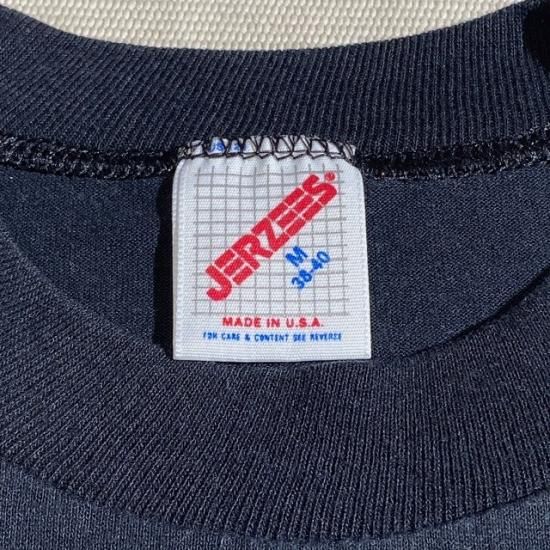 JERZEES®
M
38-40
MADE IN U.S.A.
FOR CARE & CONTENT SEE REVERSE